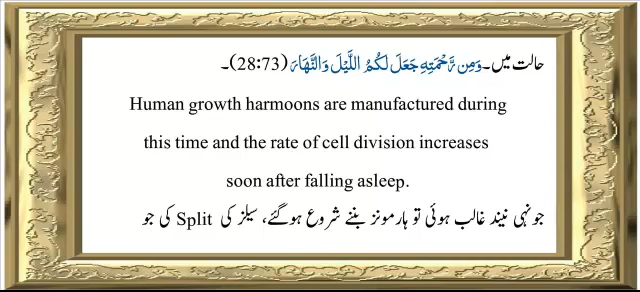 حالت میں۔ وَمِن رَّحْمَتِهِ جَعَلَ لَكُمُ اللَّيْلَ وَالنَّهَارَ (28:73)۔
Human growth harmoons are manufactured during
this time and the rate of cell division increases
soon after falling asleep.
جونہی نیند غالب ہوئی تو ہارمونز بننے شروع ہوگئے، سیلز کی Split کی جو